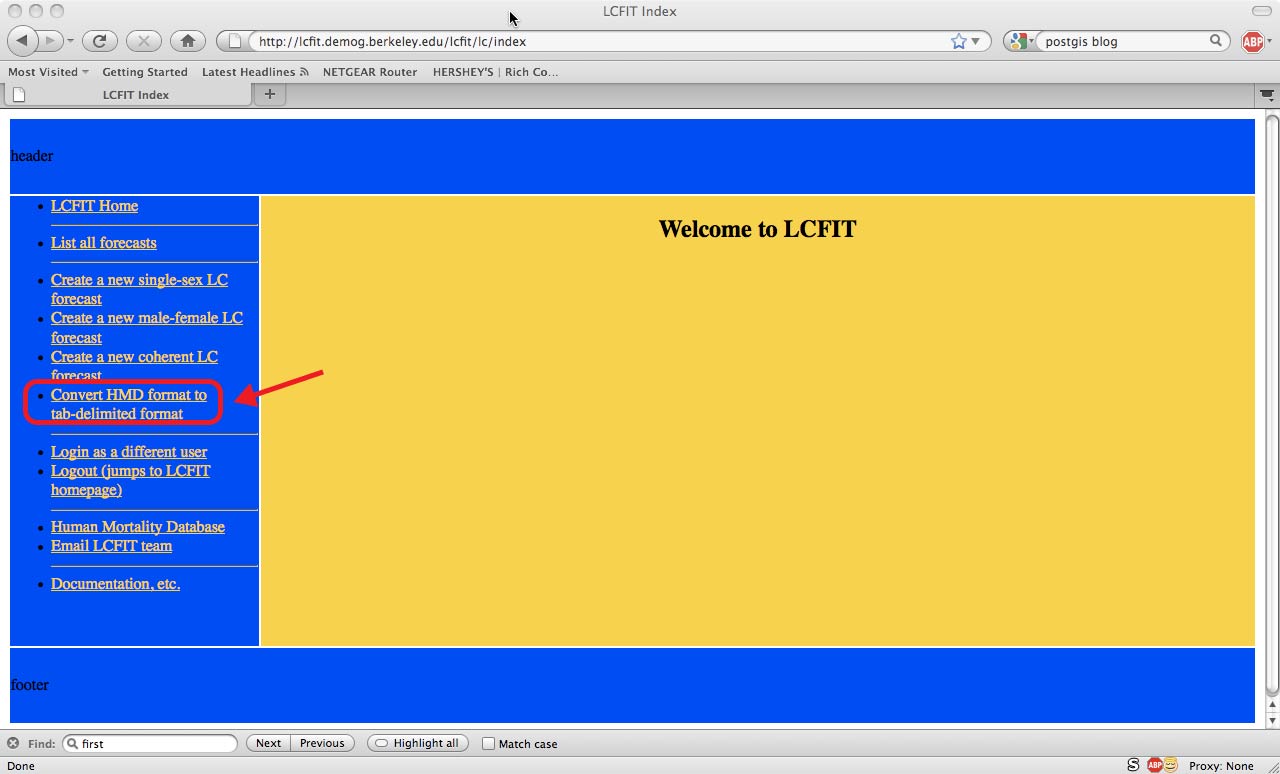 LCFIT Index
http://lcfit.demog.berkeley.edu/lcfit/lc/index
postgis blog
ABP
Most Visited Getting Started Latest Headlines NETGEAR Router HERSHEY'S | Rich Co...
LCFIT Index
header
LCFIT Home
List all forecasts
Create a new single-sex LC
forecast
Create a new male-female LC
forecast
Create a new coherent LC
forecast
Convert HMD format to
tab-delimited format
Login as a different user
Logout (jumps to LCFIT
homepage)
Human Mortality Database
Email LCFIT team
Documentation, etc.
Welcome to LCFIT
footer
Find: first Next Previous Highlight all Match case
Done S ABP Proxy: None